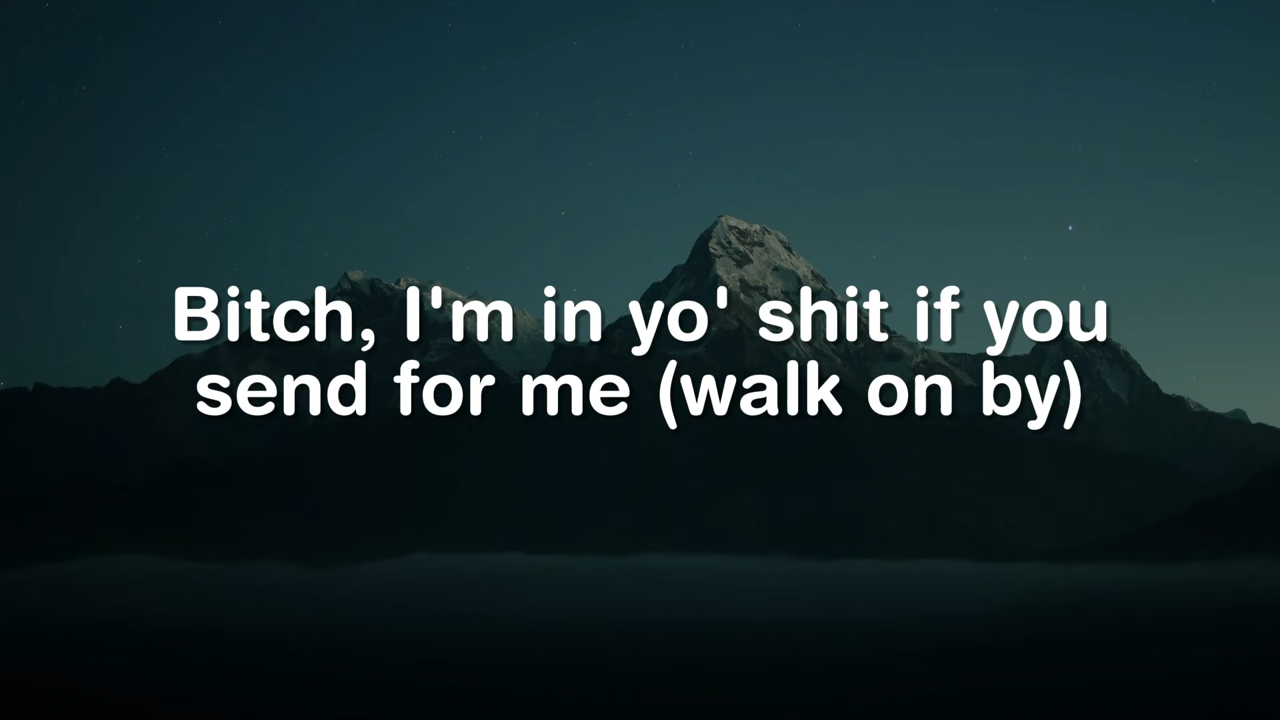 Bitch, I'm in yo' shit if you
send for me (walk on by)